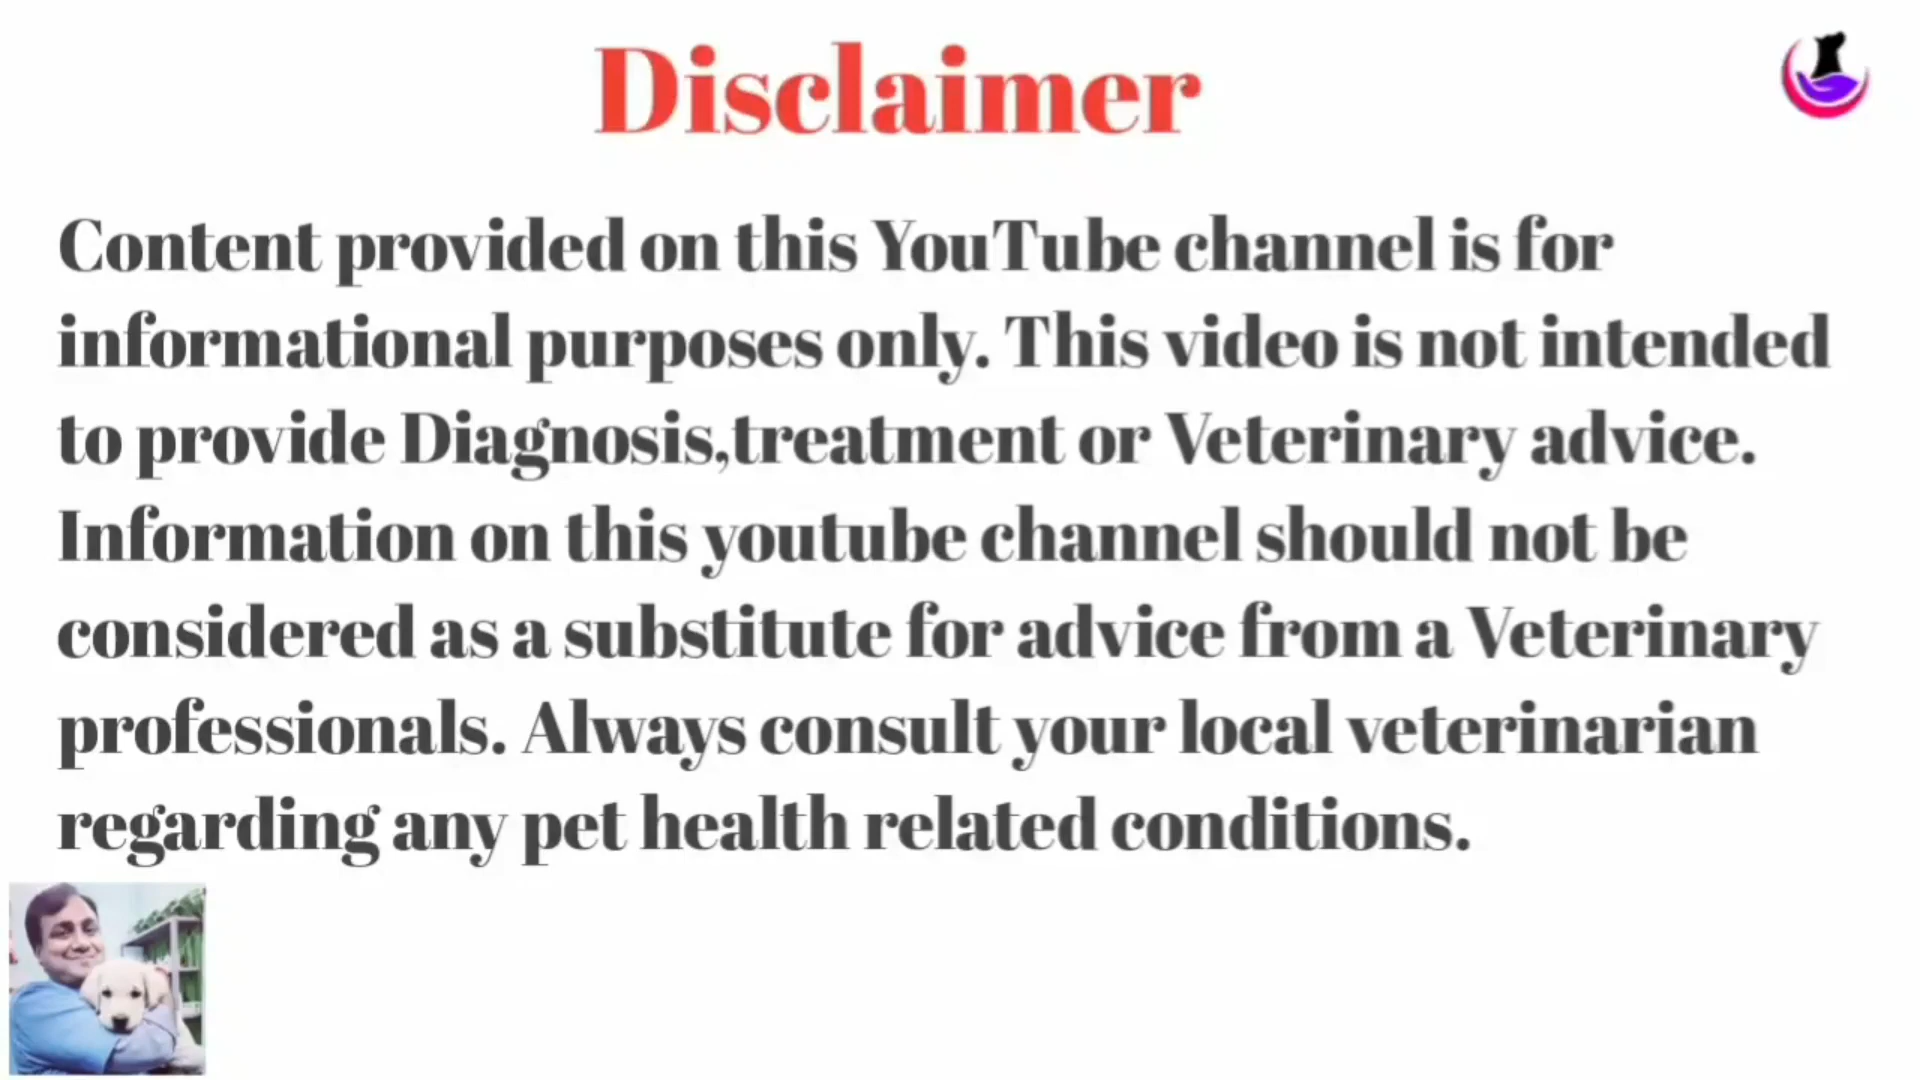 Disclaimer
Content provided on this YouTube channel is for
informational purposes only. This video is not intended
to provide Diagnosis,treatment or Veterinary advice.
Information on this youtube channel should not be
considered as a substitute for advice from a Veterinary
professionals. Always consult your local veterinarian
regarding any pet health related conditions.